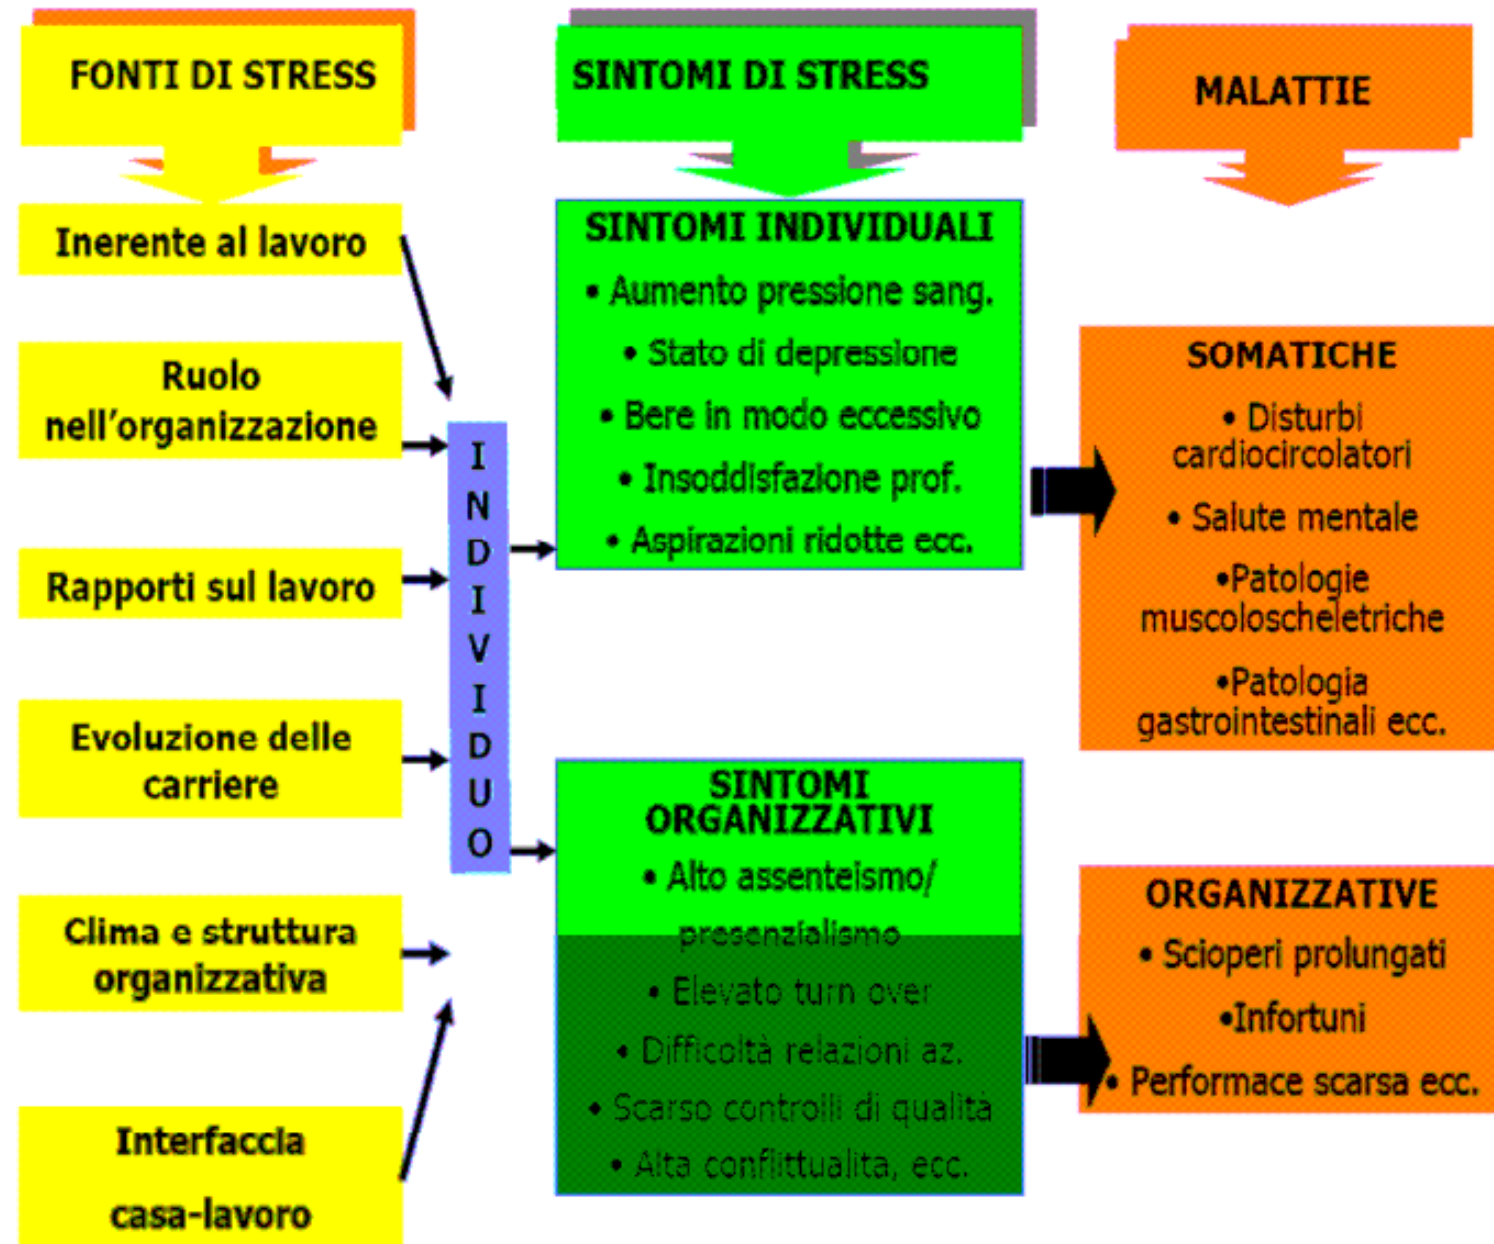 FONTI DI STRESS
Inerente al lavoro
Ruolo
nell'organizzazione
Rapporti sul lavoro
Evoluzione delle
carriere
Clima e struttura
organizzativa
Interfaccia
casa-lavoro
I
N
D
I
V
I
D
U
O
SINTOMI DI STRESS
SINTOMI INDIVIDUALI
• Aumento pressione sang.
• Stato di depressione
• Bere in modo eccessivo
• Insoddisfazione prof.
• Aspirazioni ridotte ecc.
SINTOMI
ORGANIZZATIVI
• Alto assenteismo/
presenzialismo
• Elevato turn over
• Difficoltà relazioni az.
• Scarso controlli di qualità
• Alta conflittualita, ecc.
MALATTIE
SOMATICHE
• Disturbi
cardiocircolatori
• Salute mentale
•Patologie
muscoloscheletriche
•Patologia
gastrointestinali ecc.
ORGANIZZATIVE
• Scioperi prolungati
•Infortuni
• Performace scarsa ecc.